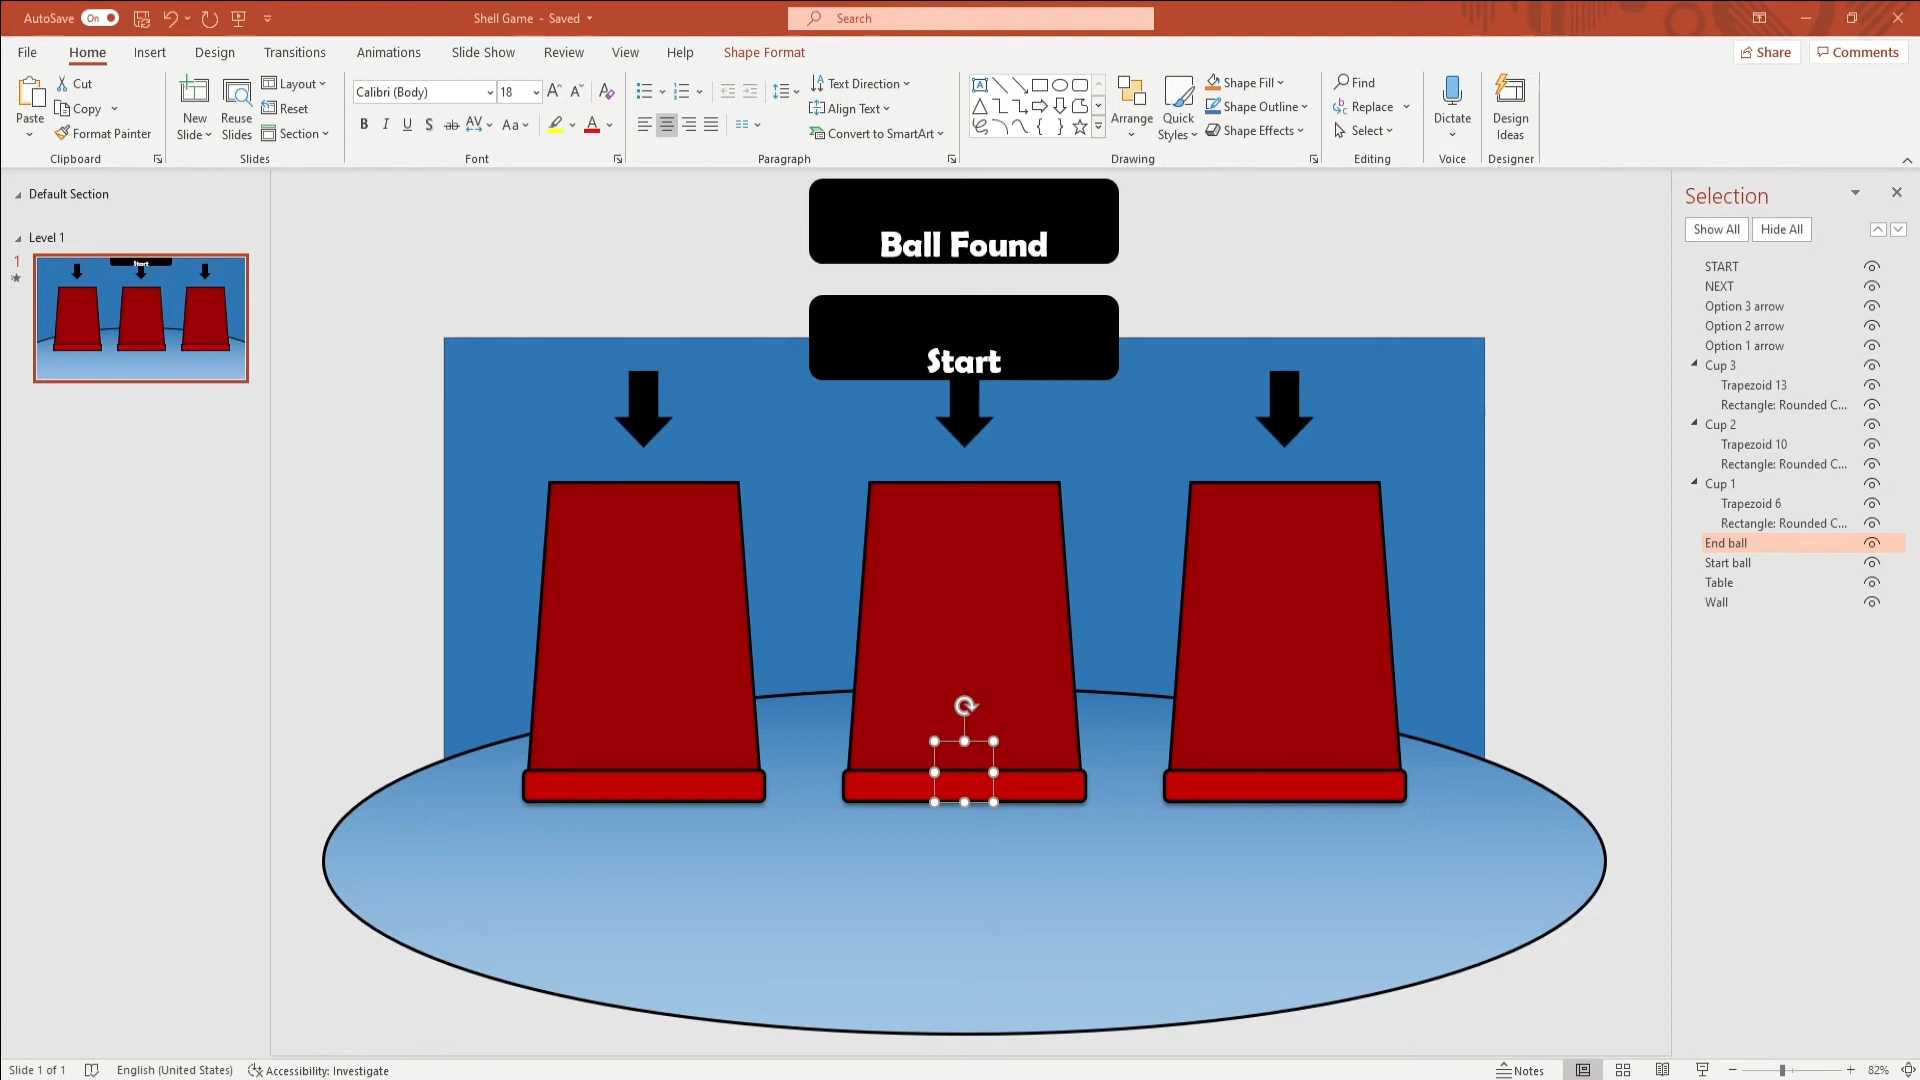 AutoSave On Shell Game - Saved Search
File Home Insert Design Transitions Animations Slide Show Review View Help Shape Format Share Comments
Paste
Cut
Copy
Format Painter
Clipboard
New Slide
Reuse Slides
Layout
Reset
Section
Slides
Calibri (Body) 18
B I U S ab AV Aa A A
Font
Text Direction
Align Text
Convert to SmartArt
Paragraph
Arrange
Quick Styles
Shape Fill
Shape Outline
Shape Effects
Drawing
Find
Replace
Select
Editing
Dictate
Voice
Design Ideas
Designer
Default Section
Level 1
1
Start
Ball Found
Start
Selection
Show All Hide All
START
NEXT
Option 3 arrow
Option 2 arrow
Option 1 arrow
Cup 3
Trapezoid 13
Rectangle: Rounded C...
Cup 2
Trapezoid 10
Rectangle: Rounded C...
Cup 1
Trapezoid 6
Rectangle: Rounded C...
End ball
Start ball
Table
Wall
Slide 1 of 1 English (United States) Accessibility: Investigate Notes 82%